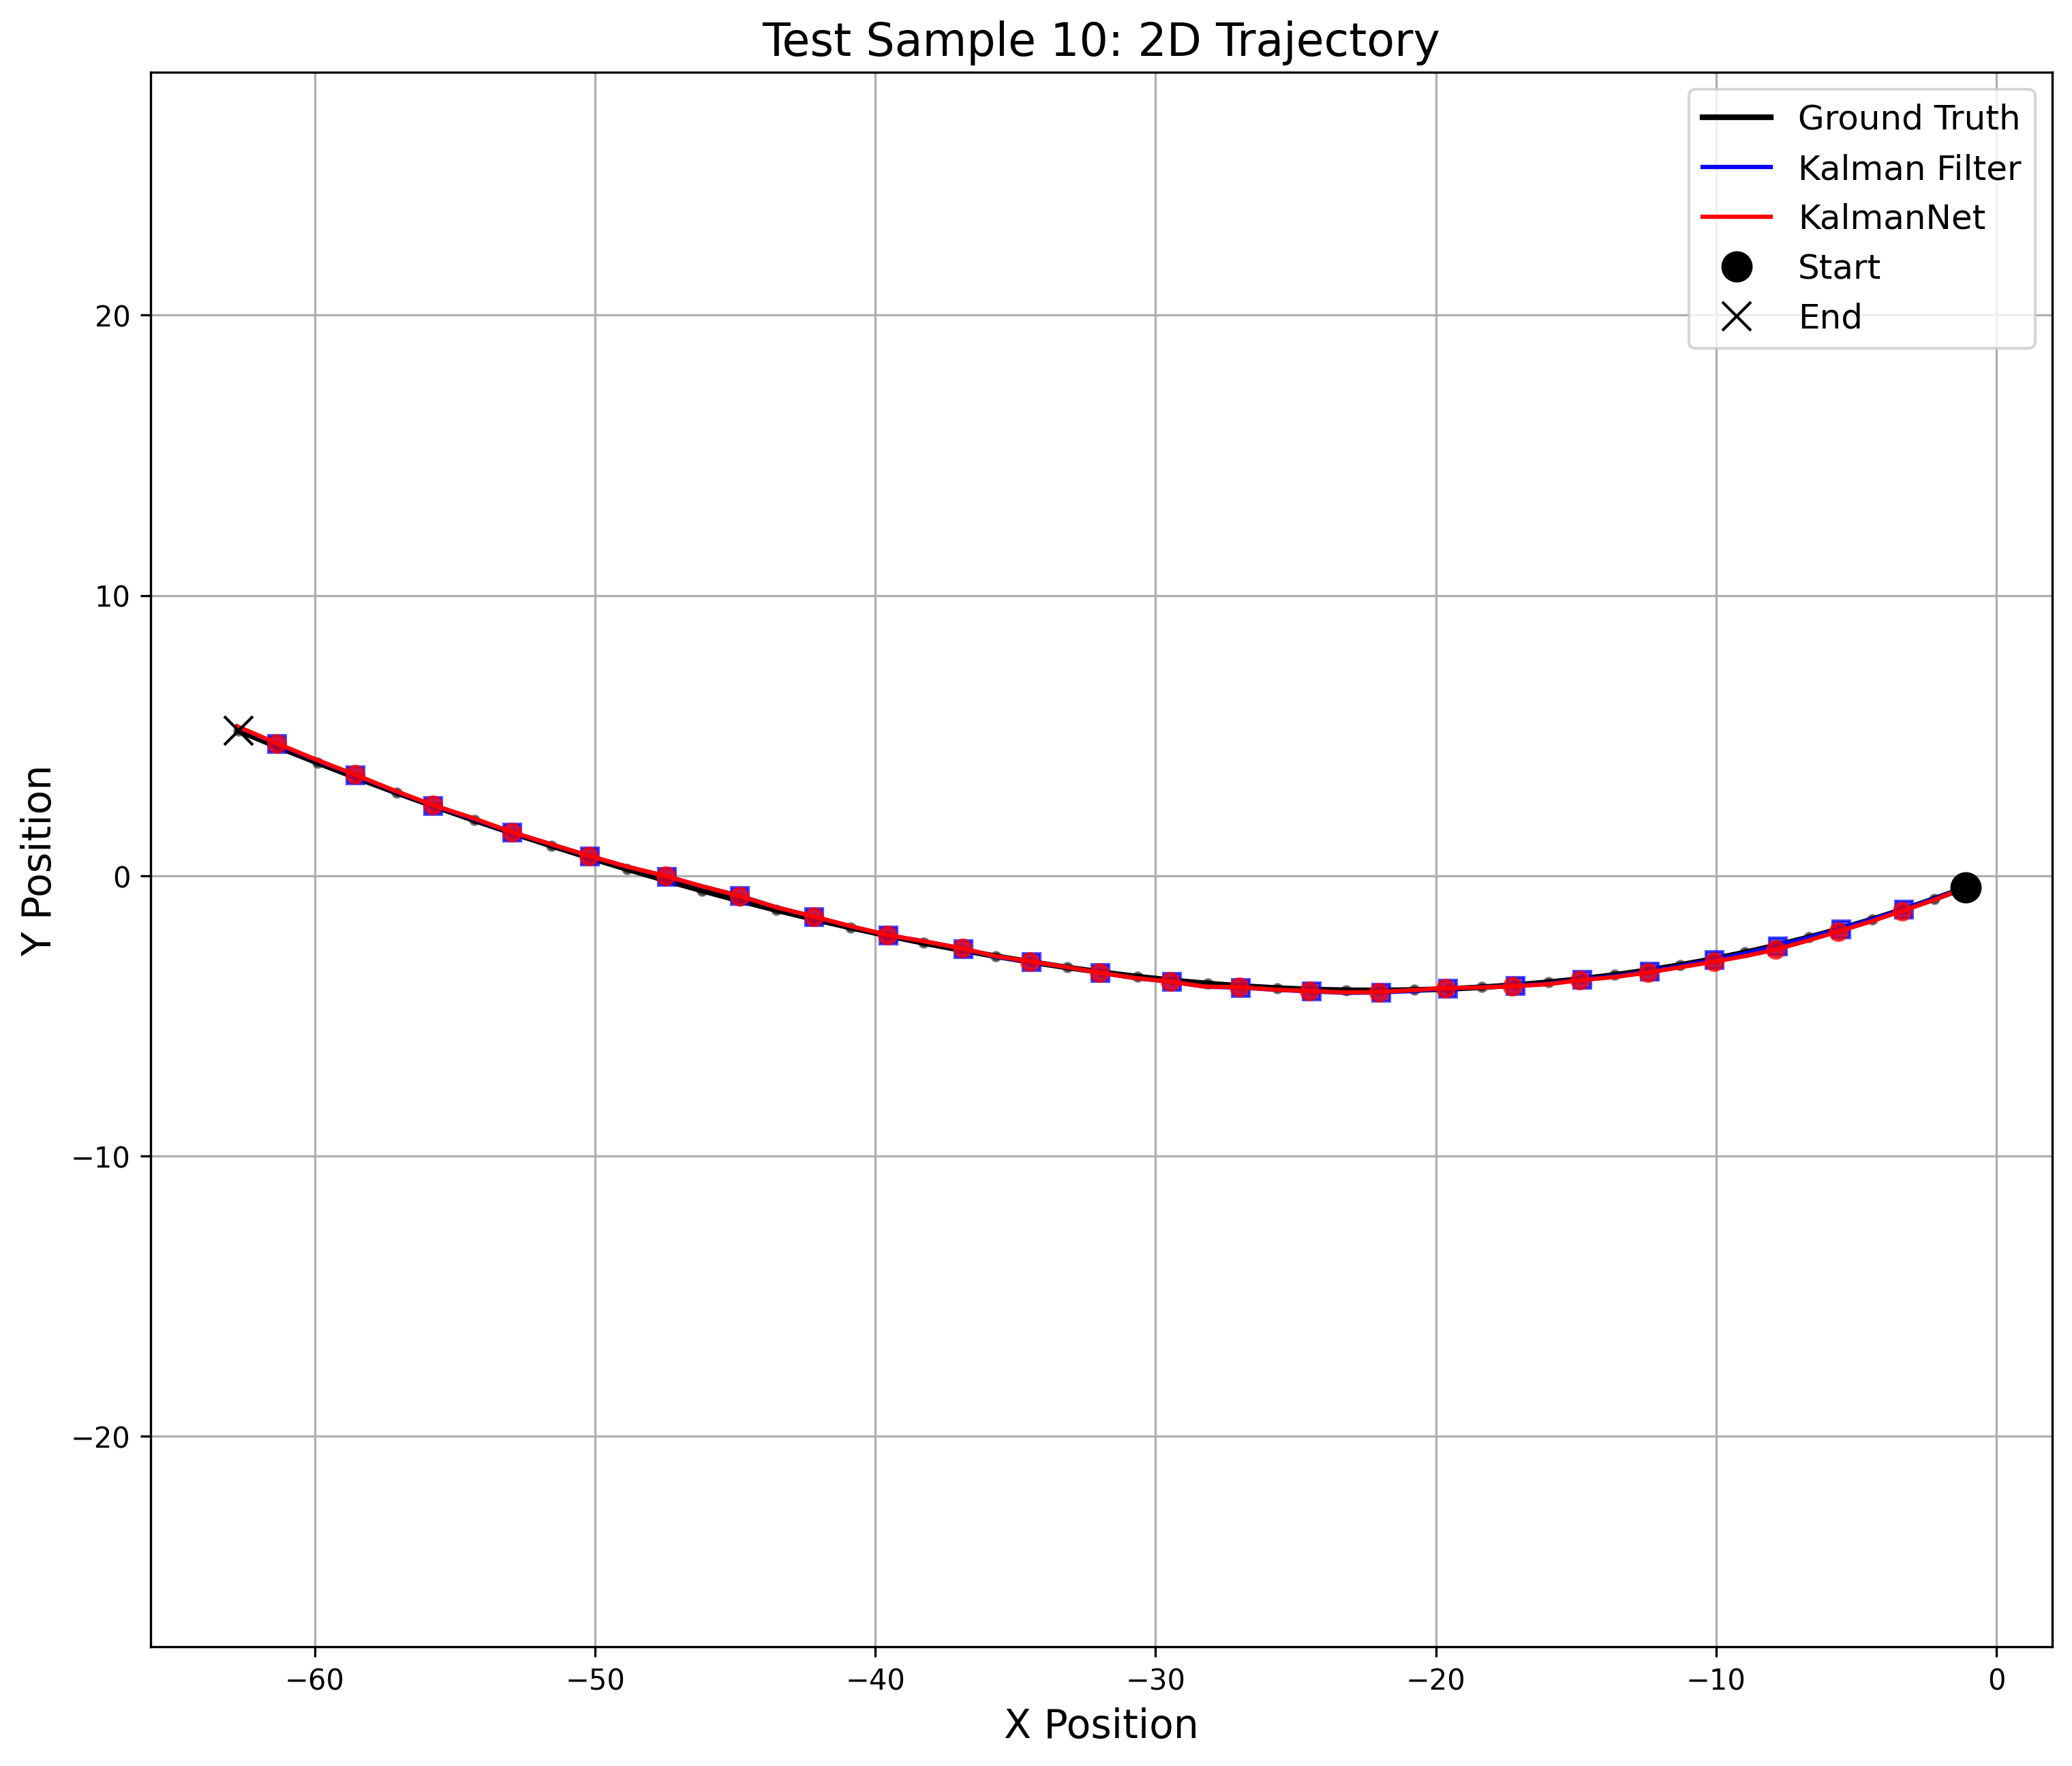 Test Sample 10: 2D Trajectory
Ground Truth
Kalman Filter
KalmanNet
Start
End
20
10
0
−10
−20
Y Position
−60
−50
−40
−30
−20
−10
0
X Position